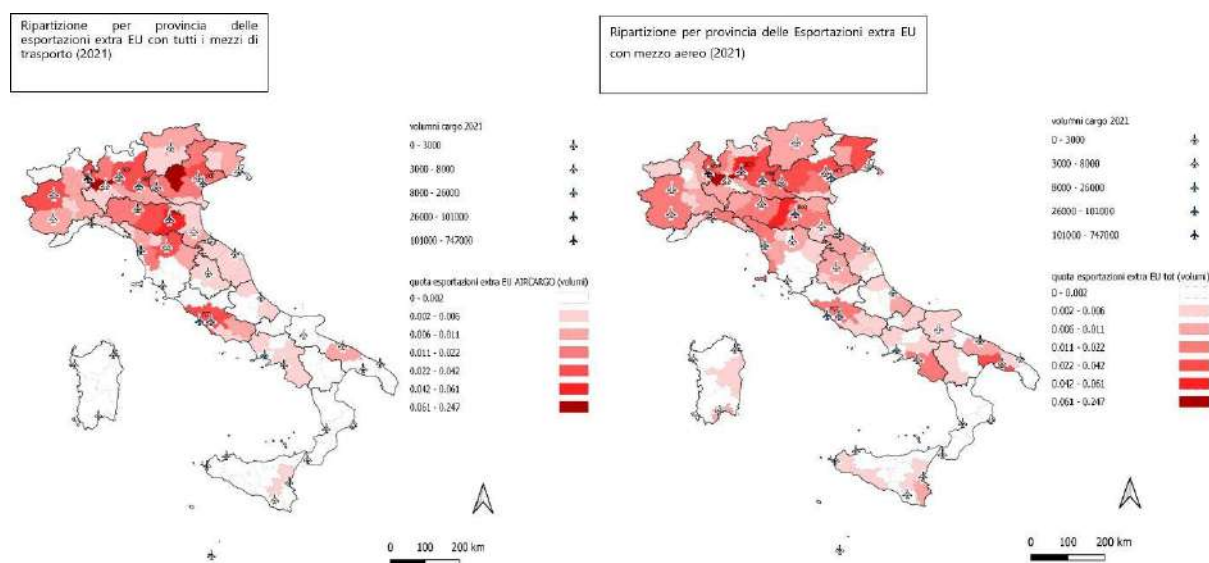 Ripartizione per provincia delle
esportazioni extra EU con tutti i mezzi di
trasporto (2021)
volumni cargo 2021
0 - 3000
3000 - 8000
8000 - 26000
26000 - 101000
101000 - 747000
quota esportazioni extra EU AIRCARGO (volumi)
0 - 0.002
0.002 - 0.006
0.006 - 0.011
0.011 - 0.022
0.022 - 0.042
0.042 - 0.061
0.061 - 0.247
0 100 200 km
Ripartizione per provincia delle Esportazioni extra EU
con mezzo aereo (2021)
volumni cargo 2021
0 - 3000
3000 - 8000
8000 - 26000
26000 - 101000
101000 - 747000
quota esportazioni extra EU tot (volumi)
0 - 0.002
0.002 - 0.006
0.006 - 0.011
0.011 - 0.022
0.022 - 0.042
0.042 - 0.061
0.061 - 0.247
0 100 200 km